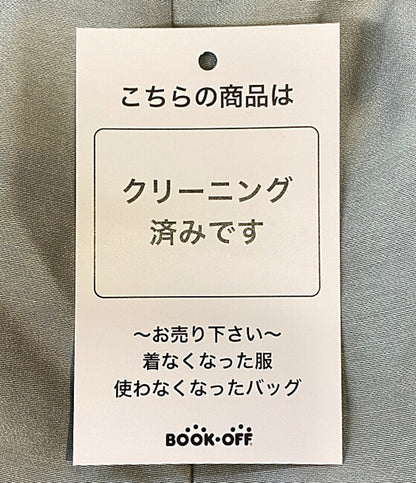 こちらの商品は
クリーニング
済みです
〜お売り下さい〜
着なくなった服
使わなくなったバッグ
BOOK・OFF